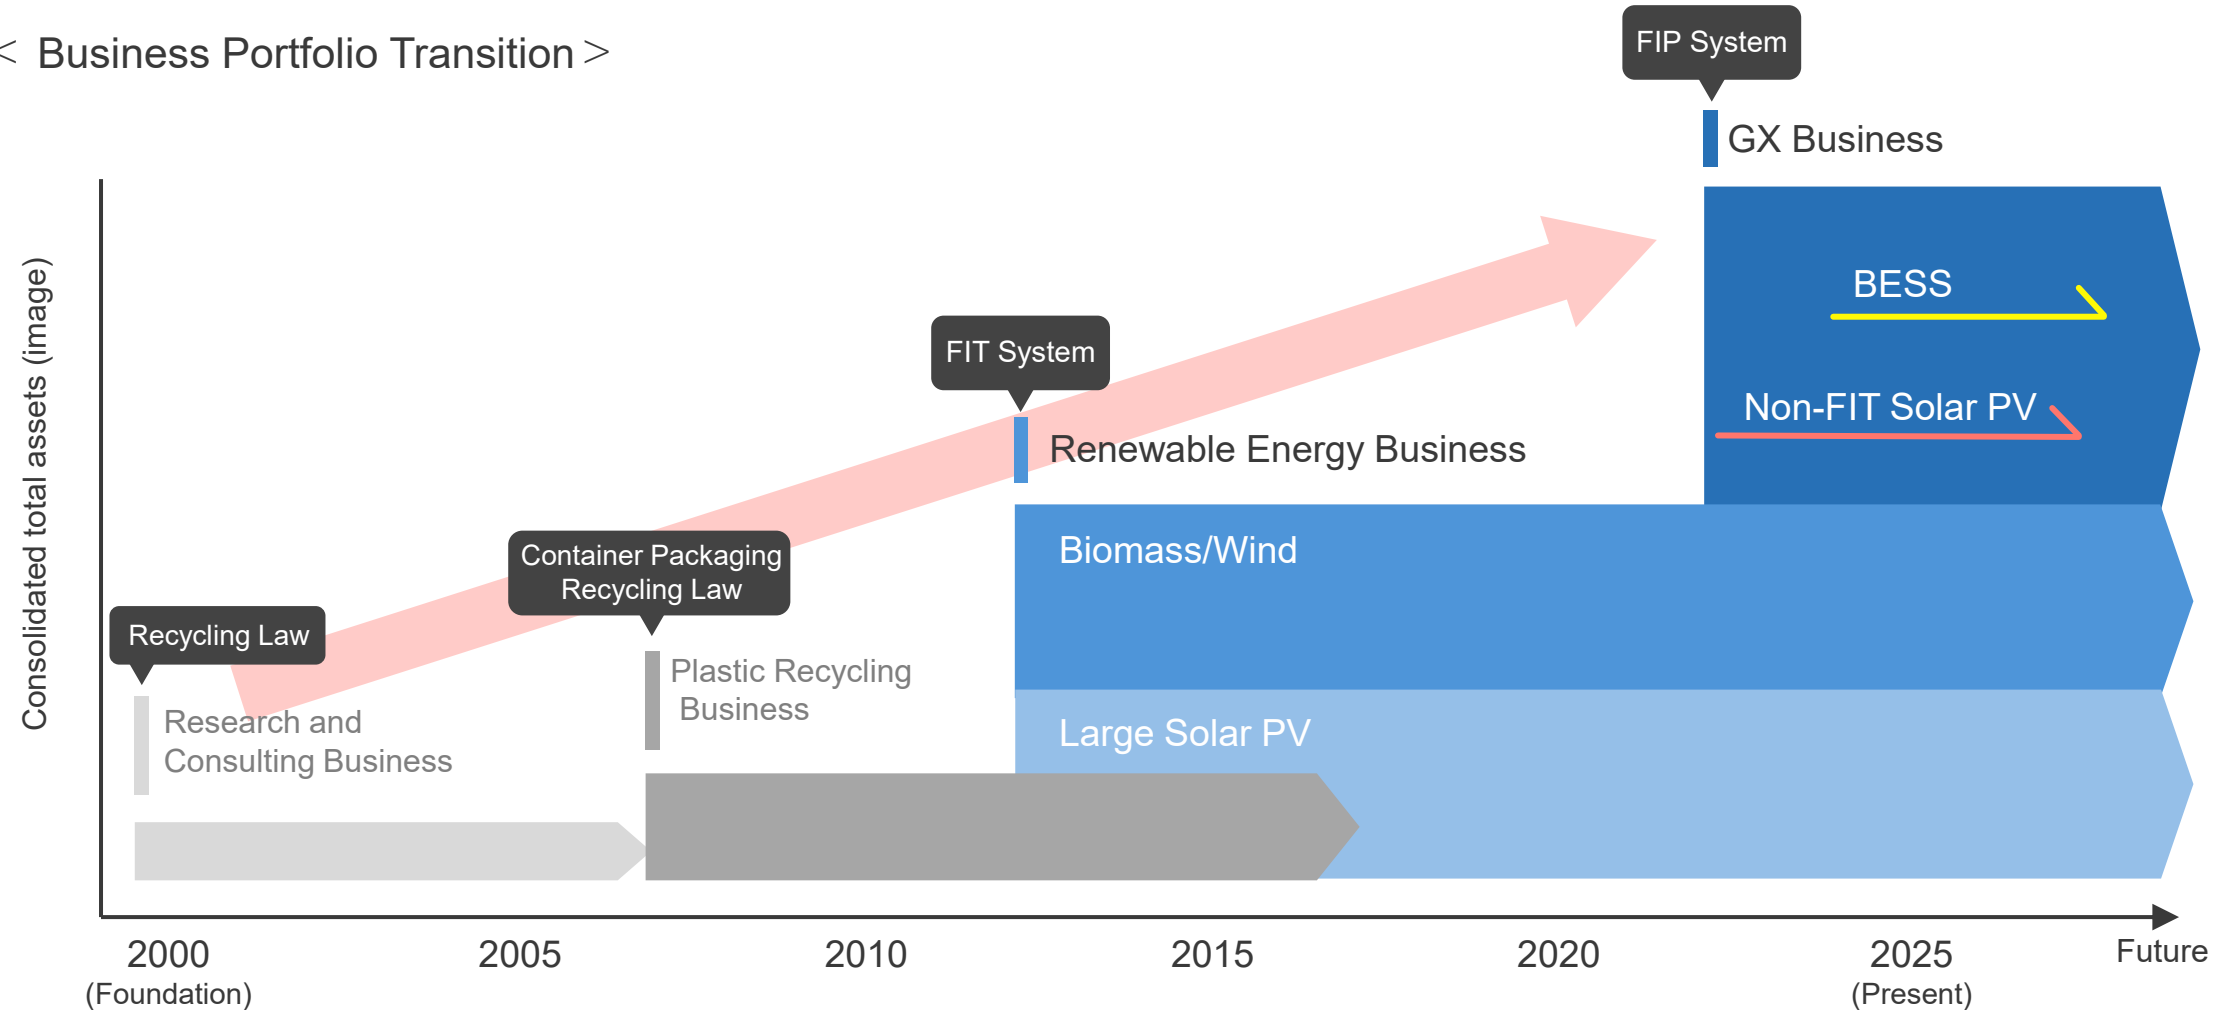 < Business Portfolio Transition >
FIP System
GX Business
BESS
Non-FIT Solar PV
FIT System
Renewable Energy Business
Biomass/Wind
Large Solar PV
Container Packaging
Recycling Law
Plastic Recycling
Business
Recycling Law
Research and
Consulting Business
Consolidated total assets (image)
2000
(Foundation)
2005
2010
2015
2020
2025
(Present)
Future